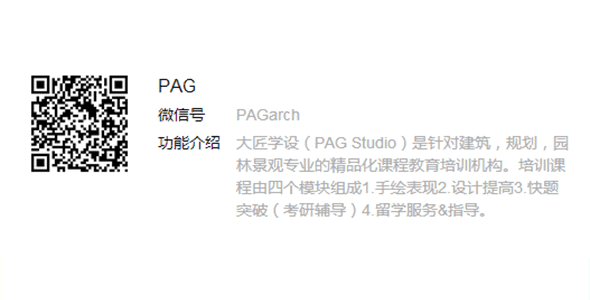 PAG
微信号 PAGarch
功能介绍 大匠学设（PAG Studio）是针对建筑，规划，园
林景观专业的精品化课程教育培训机构。培训课
程由四个模块组成1.手绘表现2.设计提高3.快题
突破（考研辅导）4.留学服务&指导。